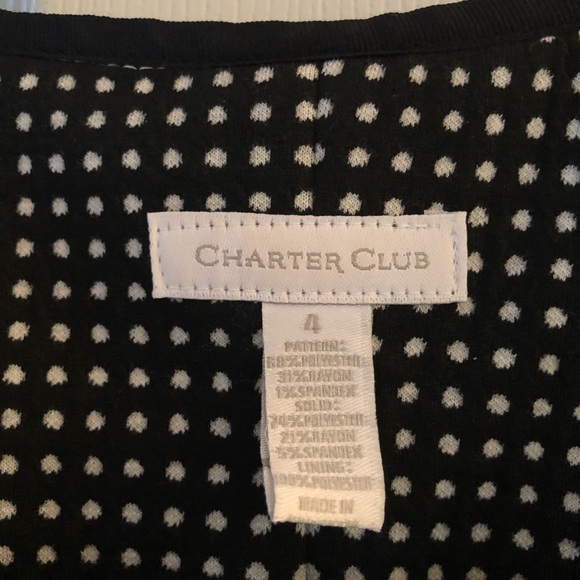 CHARTER CLUB
4
PATTERN:
68%POLYESTER
31%RAYON
1%SPANDEX
SOLID:
74%POLYESTER
21%RAYON
5%SPANDEX
LINING:
100%POLYESTER
MADE IN